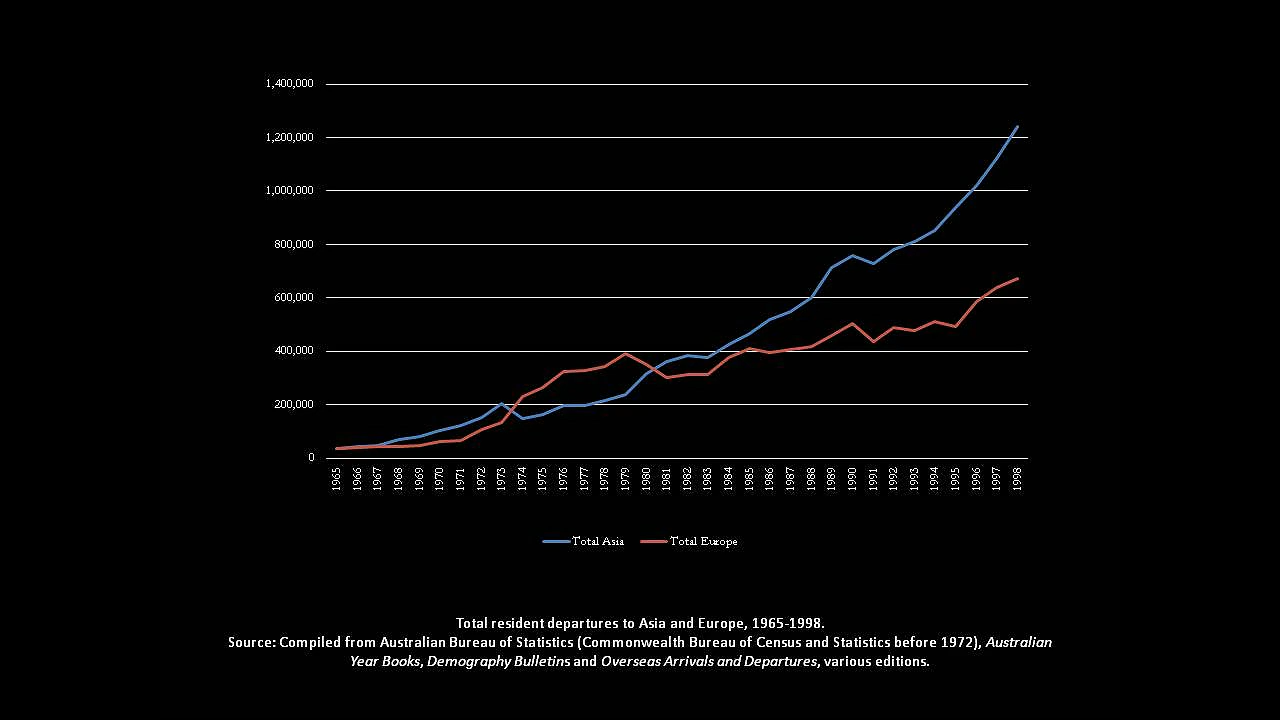 1,400,000
1,200,000
1,000,000
800,000
600,000
400,000
200,000
0
1965 1966 1967 1968 1969 1970 1971 1972 1973 1974 1975 1976 1977 1978 1979 1980 1981 1982 1983 1984 1985 1986 1987 1988 1989 1990 1991 1992 1993 1994 1995 1996 1997 1998
Total Asia Total Europe
Total resident departures to Asia and Europe, 1965-1998.
Source: Compiled from Australian Bureau of Statistics (Commonwealth Bureau of Census and Statistics before 1972), Australian
Year Books, Demography Bulletins and Overseas Arrivals and Departures, various editions.